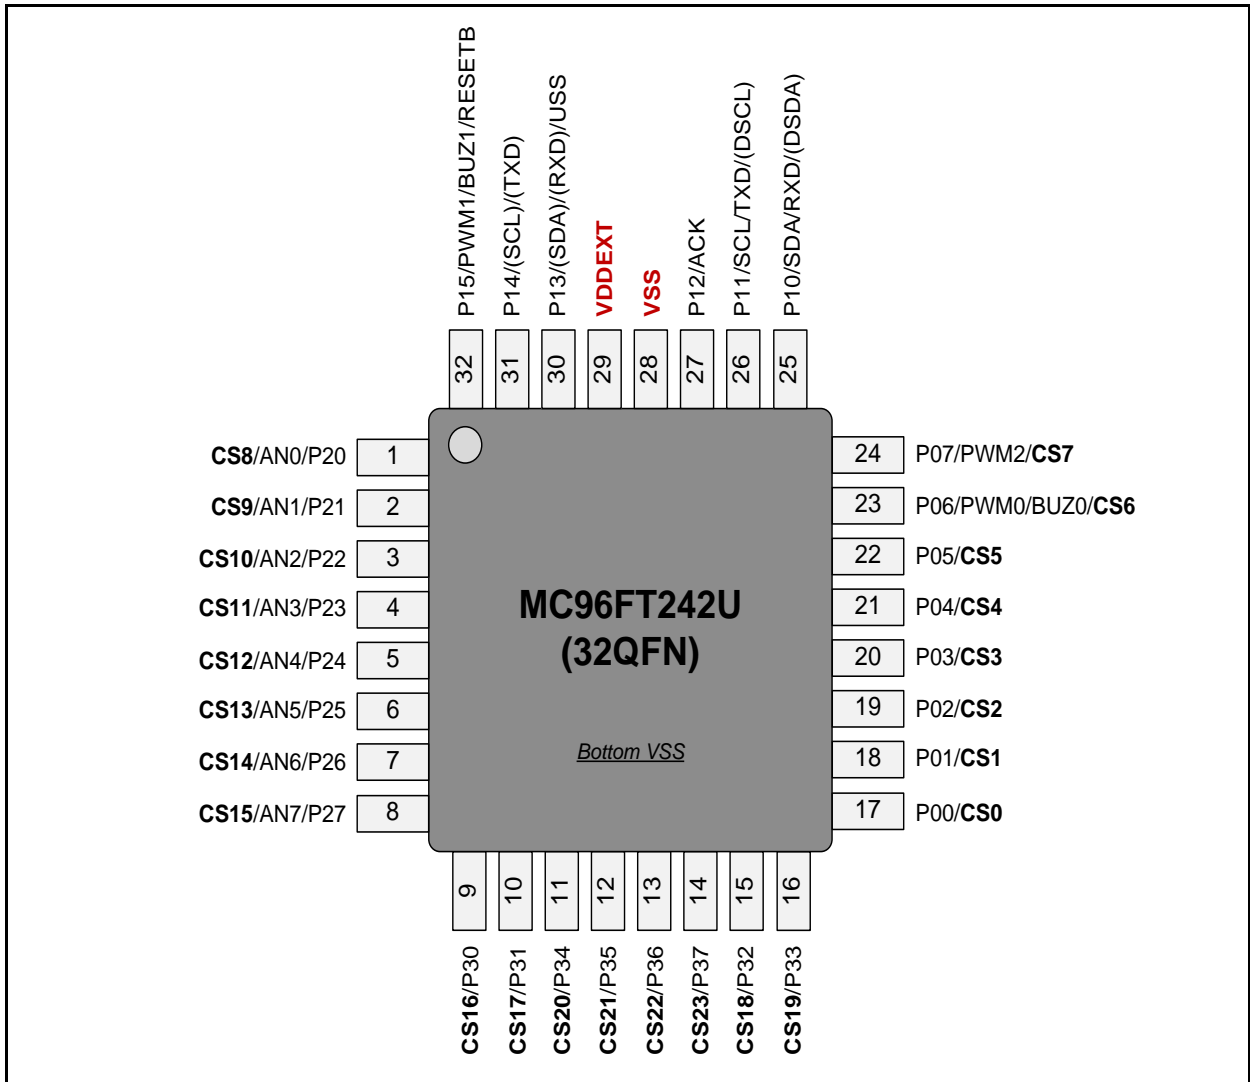 P15/PWM1/BUZ1/RESETB
P14/(SCL)/(TXD)
P13/(SDA)/(RXD)/USS
VDDEXT
VSS
P12/ACK
P11/SCL/TXD/(DSCL)
P10/SDA/RXD/(DSDA)
32
31
30
29
28
27
26
25
CS8/AN0/P20 1
CS9/AN1/P21 2
CS10/AN2/P22 3
CS11/AN3/P23 4
CS12/AN4/P24 5
CS13/AN5/P25 6
CS14/AN6/P26 7
CS15/AN7/P27 8
MC96FT242U
(32QFN)
Bottom VSS
24 P07/PWM2/CS7
23 P06/PWM0/BUZ0/CS6
22 P05/CS5
21 P04/CS4
20 P03/CS3
19 P02/CS2
18 P01/CS1
17 P00/CS0
9
10
11
12
13
14
15
16
CS16/P30
CS17/P31
CS20/P34
CS21/P35
CS22/P36
CS23/P37
CS18/P32
CS19/P33